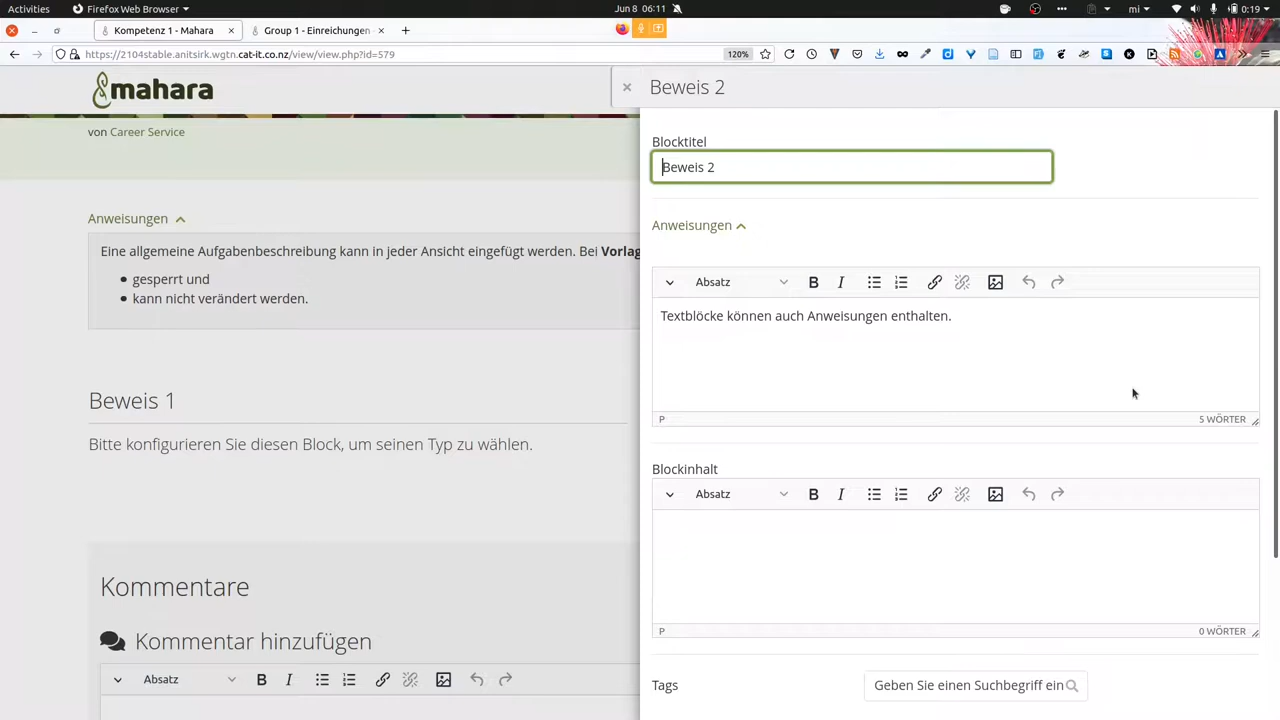 Activities
Firefox Web Browser
Jun 8 06:11
mi
0:19
Kompetenz 1 - Mahara
Group 1 - Einreichungen -
https://2104stable.anitsirk.wgtn.cat-it.co.nz/view/view.php?id=579
120%
mahara
von Career Service
Anweisungen
Eine allgemeine Aufgabenbeschreibung kann in jeder Ansicht eingefügt werden. Bei Vorlag
gesperrt und
kann nicht verändert werden.
Beweis 1
Bitte konfigurieren Sie diesen Block, um seinen Typ zu wählen.
Kommentare
Kommentar hinzufügen
Absatz
Beweis 2
Blocktitel
Beweis 2
Anweisungen
Absatz
Textblöcke können auch Anweisungen enthalten.
P
5 WÖRTER
Blockinhalt
Absatz
P
0 WÖRTER
Tags
Geben Sie einen Suchbegriff ein